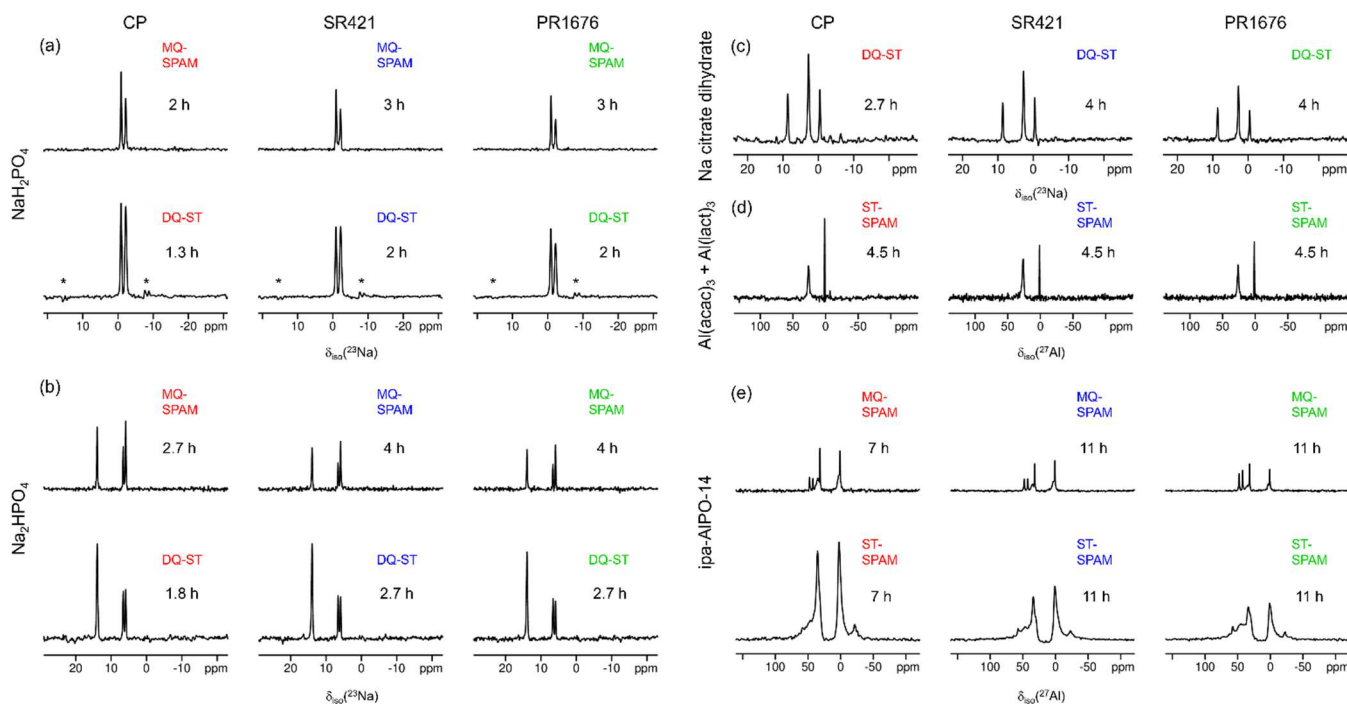 CP SR421 PR1676
(a)
NaH₂PO₄
MQ-SPAM
2 h
MQ-SPAM
3 h
MQ-SPAM
3 h
DQ-ST
1.3 h
DQ-ST
2 h
DQ-ST
2 h
* * * * * *
10 0 -10 -20 ppm 10 0 -10 -20 ppm 10 0 -10 -20 ppm
δiso(²³Na)
(b)
Na₂HPO₄
MQ-SPAM
2.7 h
MQ-SPAM
4 h
MQ-SPAM
4 h
DQ-ST
1.8 h
DQ-ST
2.7 h
DQ-ST
2.7 h
20 0 ppm 20 0 ppm 20 0 ppm
δiso(²³Na)
CP SR421 PR1676
(c)
Na citrate dihydrate
DQ-ST
2.7 h
DQ-ST
4 h
DQ-ST
4 h
20 10 0 -10 ppm 20 10 0 -10 ppm 20 10 0 -10 ppm
δiso(²³Na)
(d)
Al(acac)₃ + Al(lact)₃
ST-SPAM
4.5 h
ST-SPAM
4.5 h
ST-SPAM
4.5 h
100 50 0 -50 ppm 100 50 0 -50 ppm 100 50 0 -50 ppm
δiso(²⁷Al)
(e)
ipa-AlPO-14
MQ-SPAM
7 h
MQ-SPAM
11 h
MQ-SPAM
11 h
ST-SPAM
7 h
ST-SPAM
11 h
ST-SPAM
11 h
100 50 0 -50 ppm 100 50 0 -50 ppm 100 50 0 -50 ppm
δiso(²⁷Al)